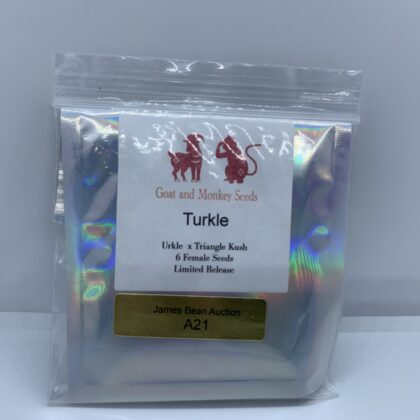 Goat and Monkey Seeds
Turkle
Urkle x Triangle Kush
6 Female Seeds
Limited Release
James Bean Auction
A21